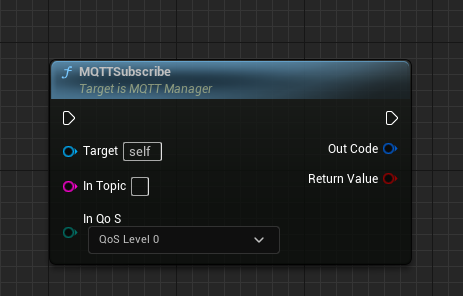 MQTTSubscribe
Target is MQTT Manager
Target self
Out Code
In Topic
Return Value
In Qo S
QoS Level 0